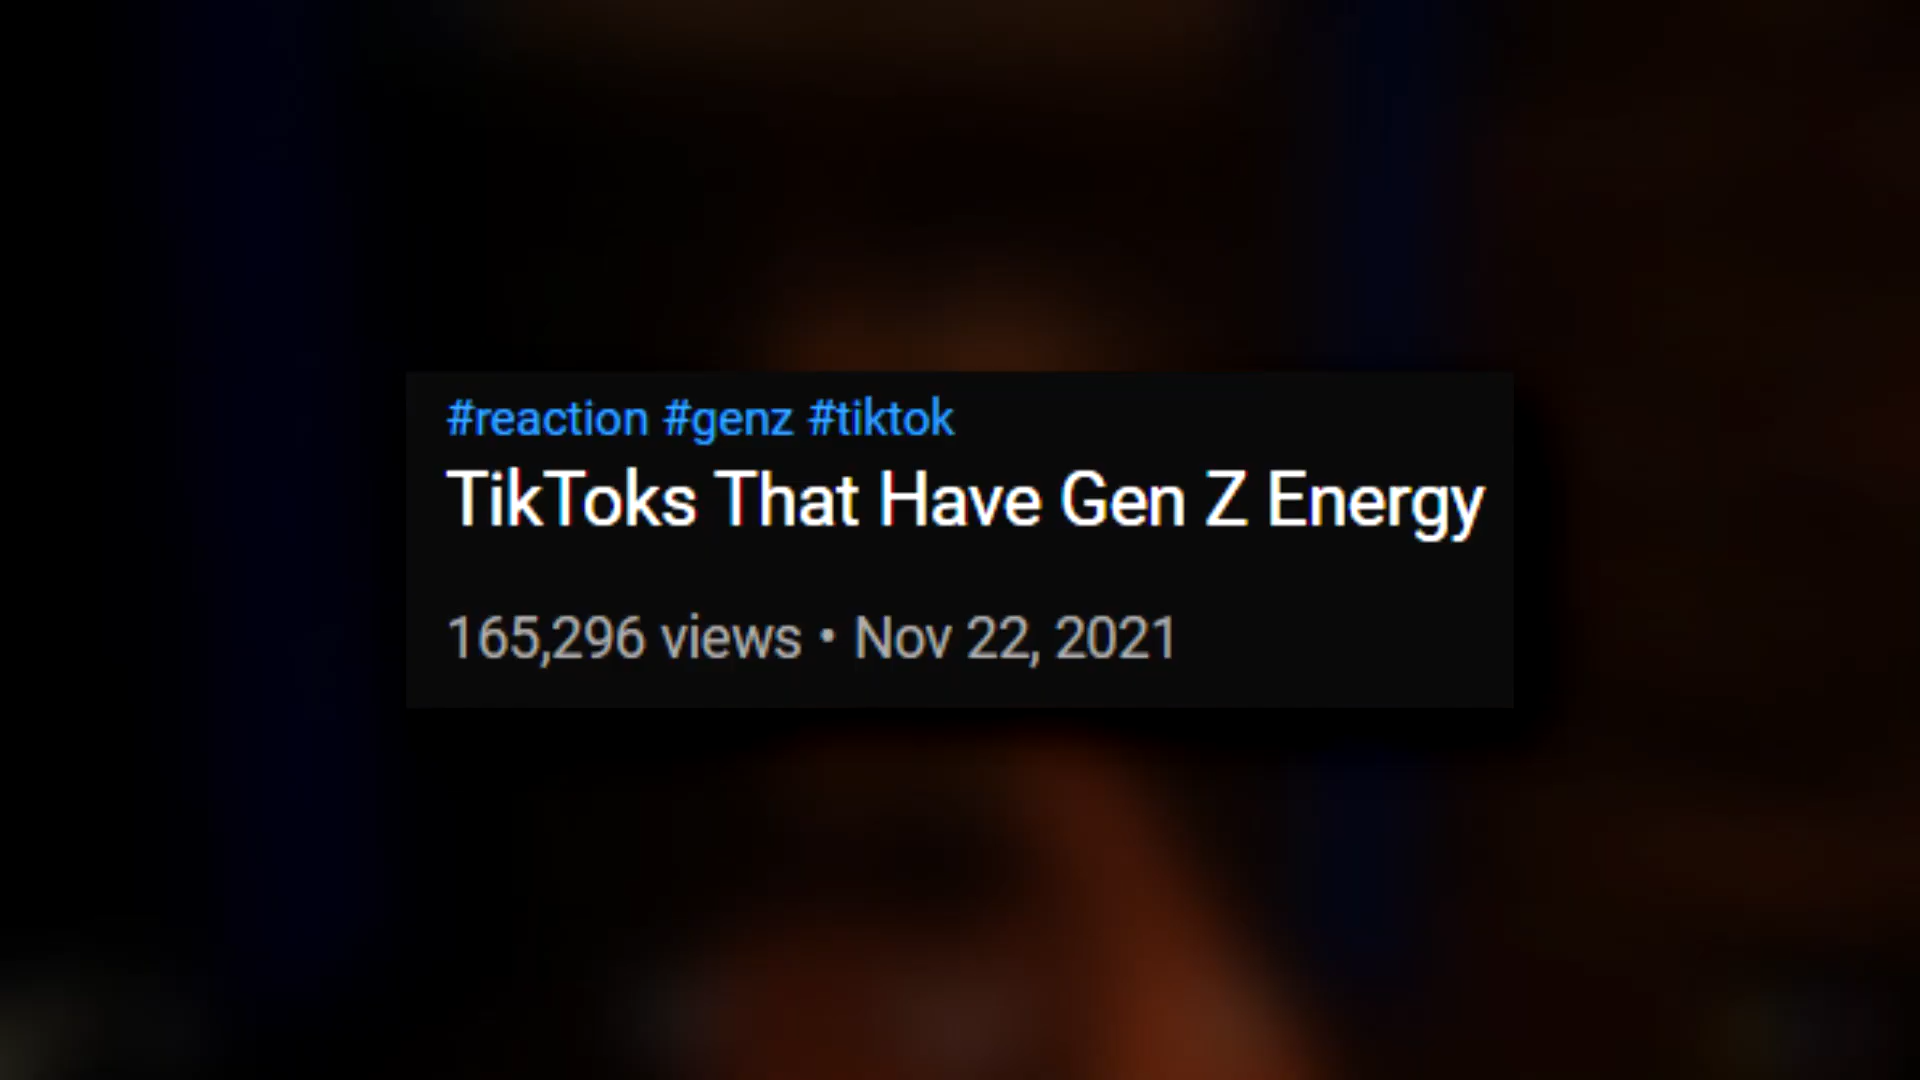 #reaction #genz #tiktok
TikToks That Have Gen Z Energy
165,296 views • Nov 22, 2021